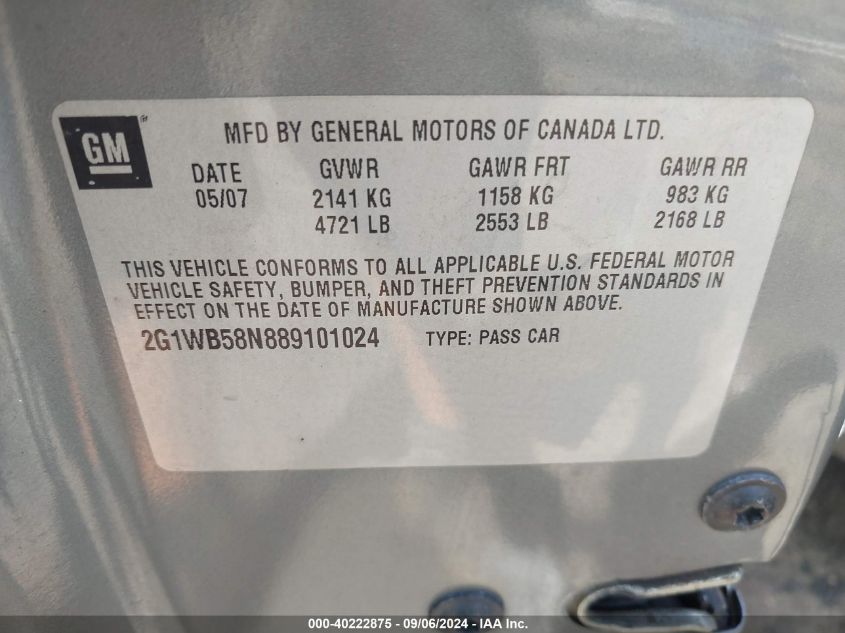 GM
MFD BY GENERAL MOTORS OF CANADA LTD.
DATE GVWR GAWR FRT GAWR RR
05/07 2141 KG 1158 KG 983 KG
4721 LB 2553 LB 2168 LB
THIS VEHICLE CONFORMS TO ALL APPLICABLE U.S. FEDERAL MOTOR
VEHICLE SAFETY, BUMPER, AND THEFT PREVENTION STANDARDS IN
EFFECT ON THE DATE OF MANUFACTURE SHOWN ABOVE.
2G1WB58N889101024 TYPE: PASS CAR
000-40222875 - 09/06/2024 - IAA Inc.